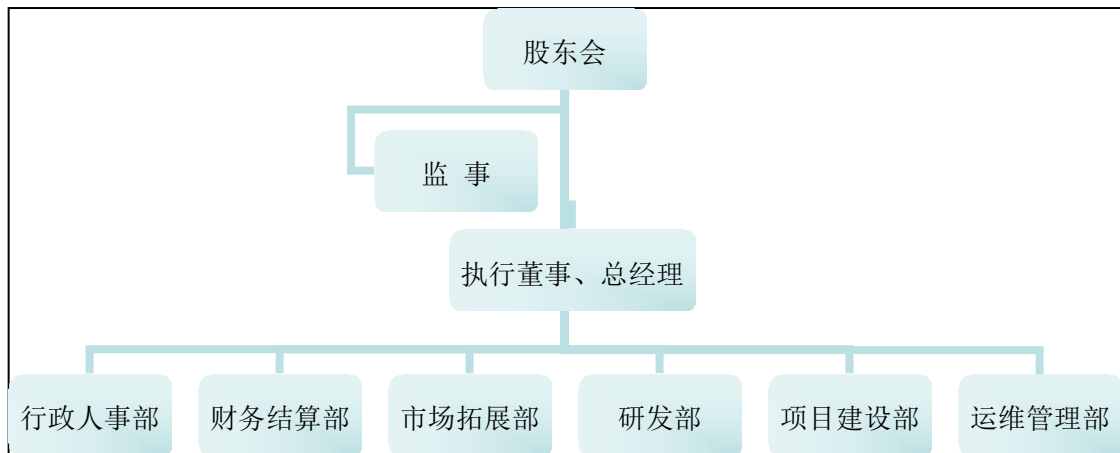 股东会
监 事
执行董事、总经理
行政人事部
财务结算部
市场拓展部
研发部
项目建设部
运维管理部